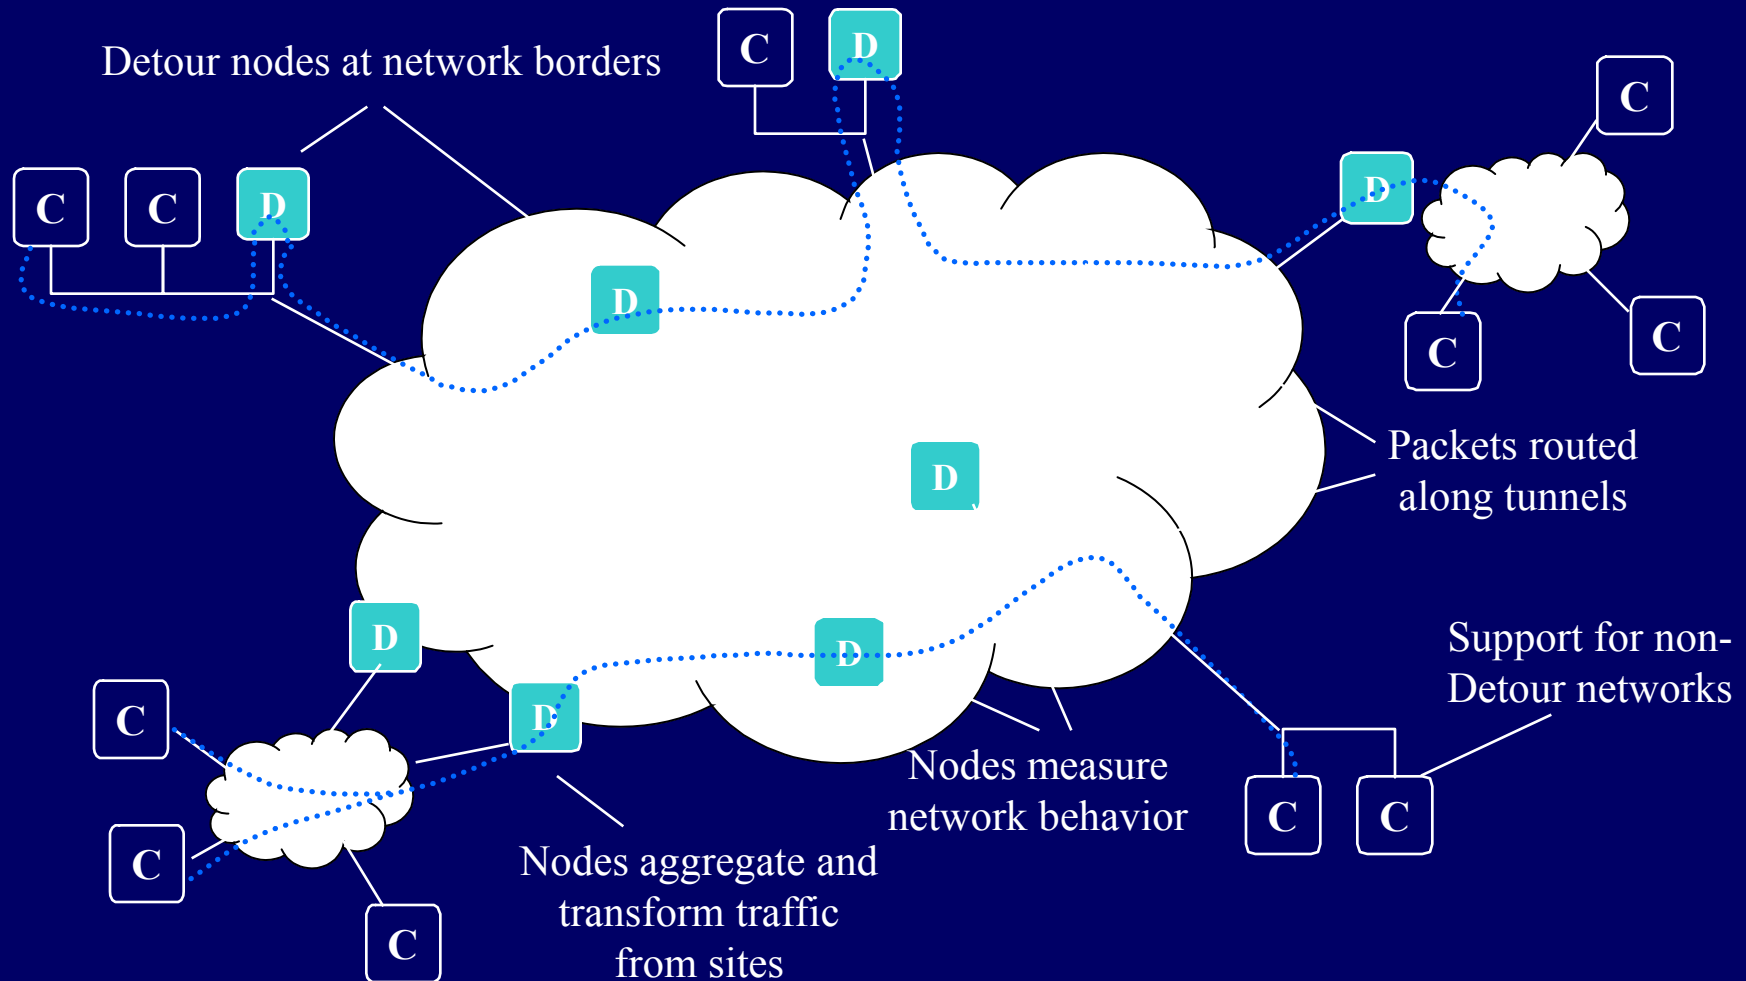 Detour nodes at network borders
C
D
C
C
C
D
D
D
C
C
Packets routed
along tunnels
D
D
D
Support for non-
Detour networks
C
D
Nodes measure
network behavior
C
C
C
Nodes aggregate and
transform traffic
from sites
C